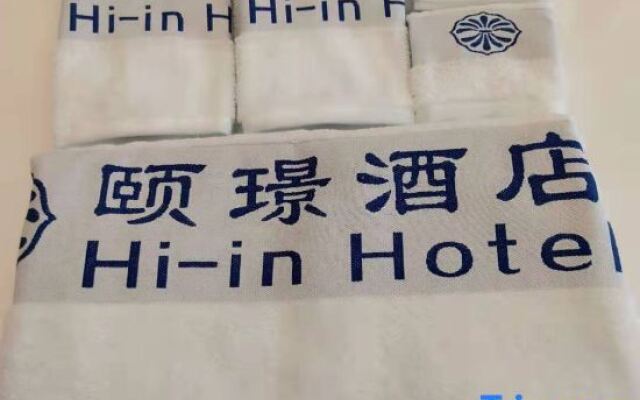 Hi-in H
Hi-in H
颐璟酒店
Hi-in Hotel